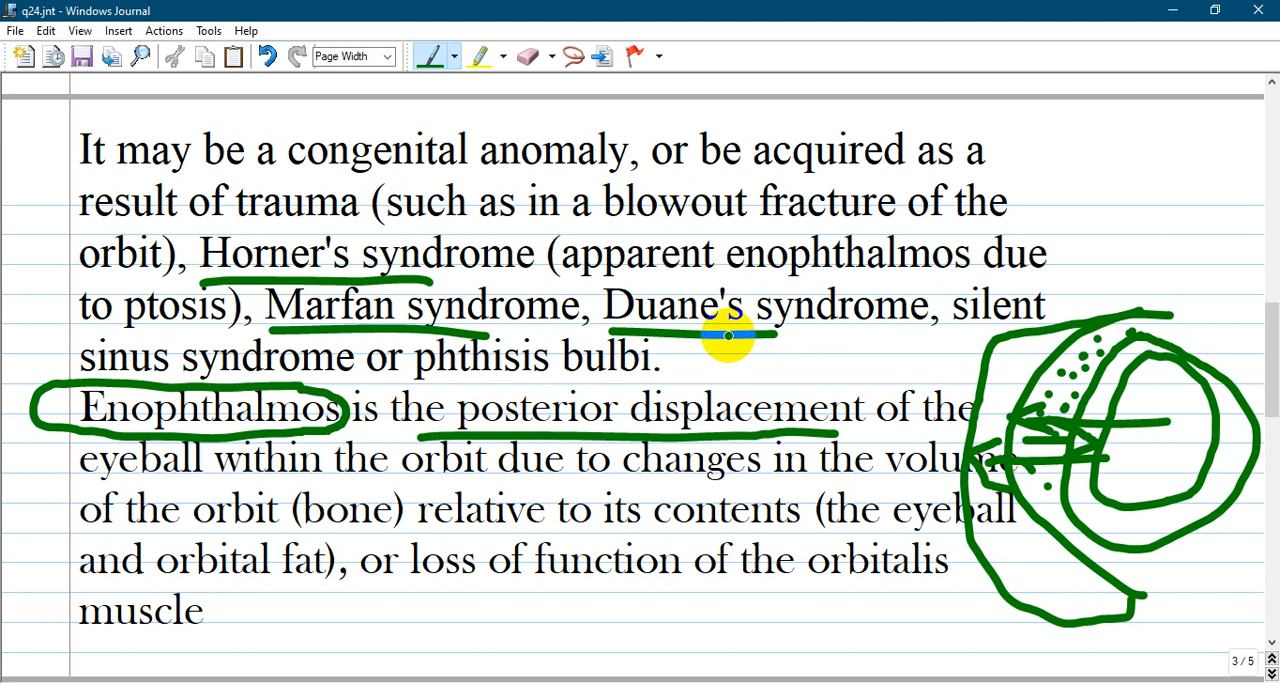 q24.jnt - Windows Journal
File Edit View Insert Actions Tools Help
Page Width
It may be a congenital anomaly, or be acquired as a
result of trauma (such as in a blowout fracture of the
orbit), Horner's syndrome (apparent enophthalmos due
to ptosis), Marfan syndrome, Duane's syndrome, silent
sinus syndrome or phthisis bulbi.
Enophthalmos is the posterior displacement of the
eyeball within the orbit due to changes in the volume
of the orbit (bone) relative to its contents (the eyeball
and orbital fat), or loss of function of the orbitalis
muscle
3 / 5